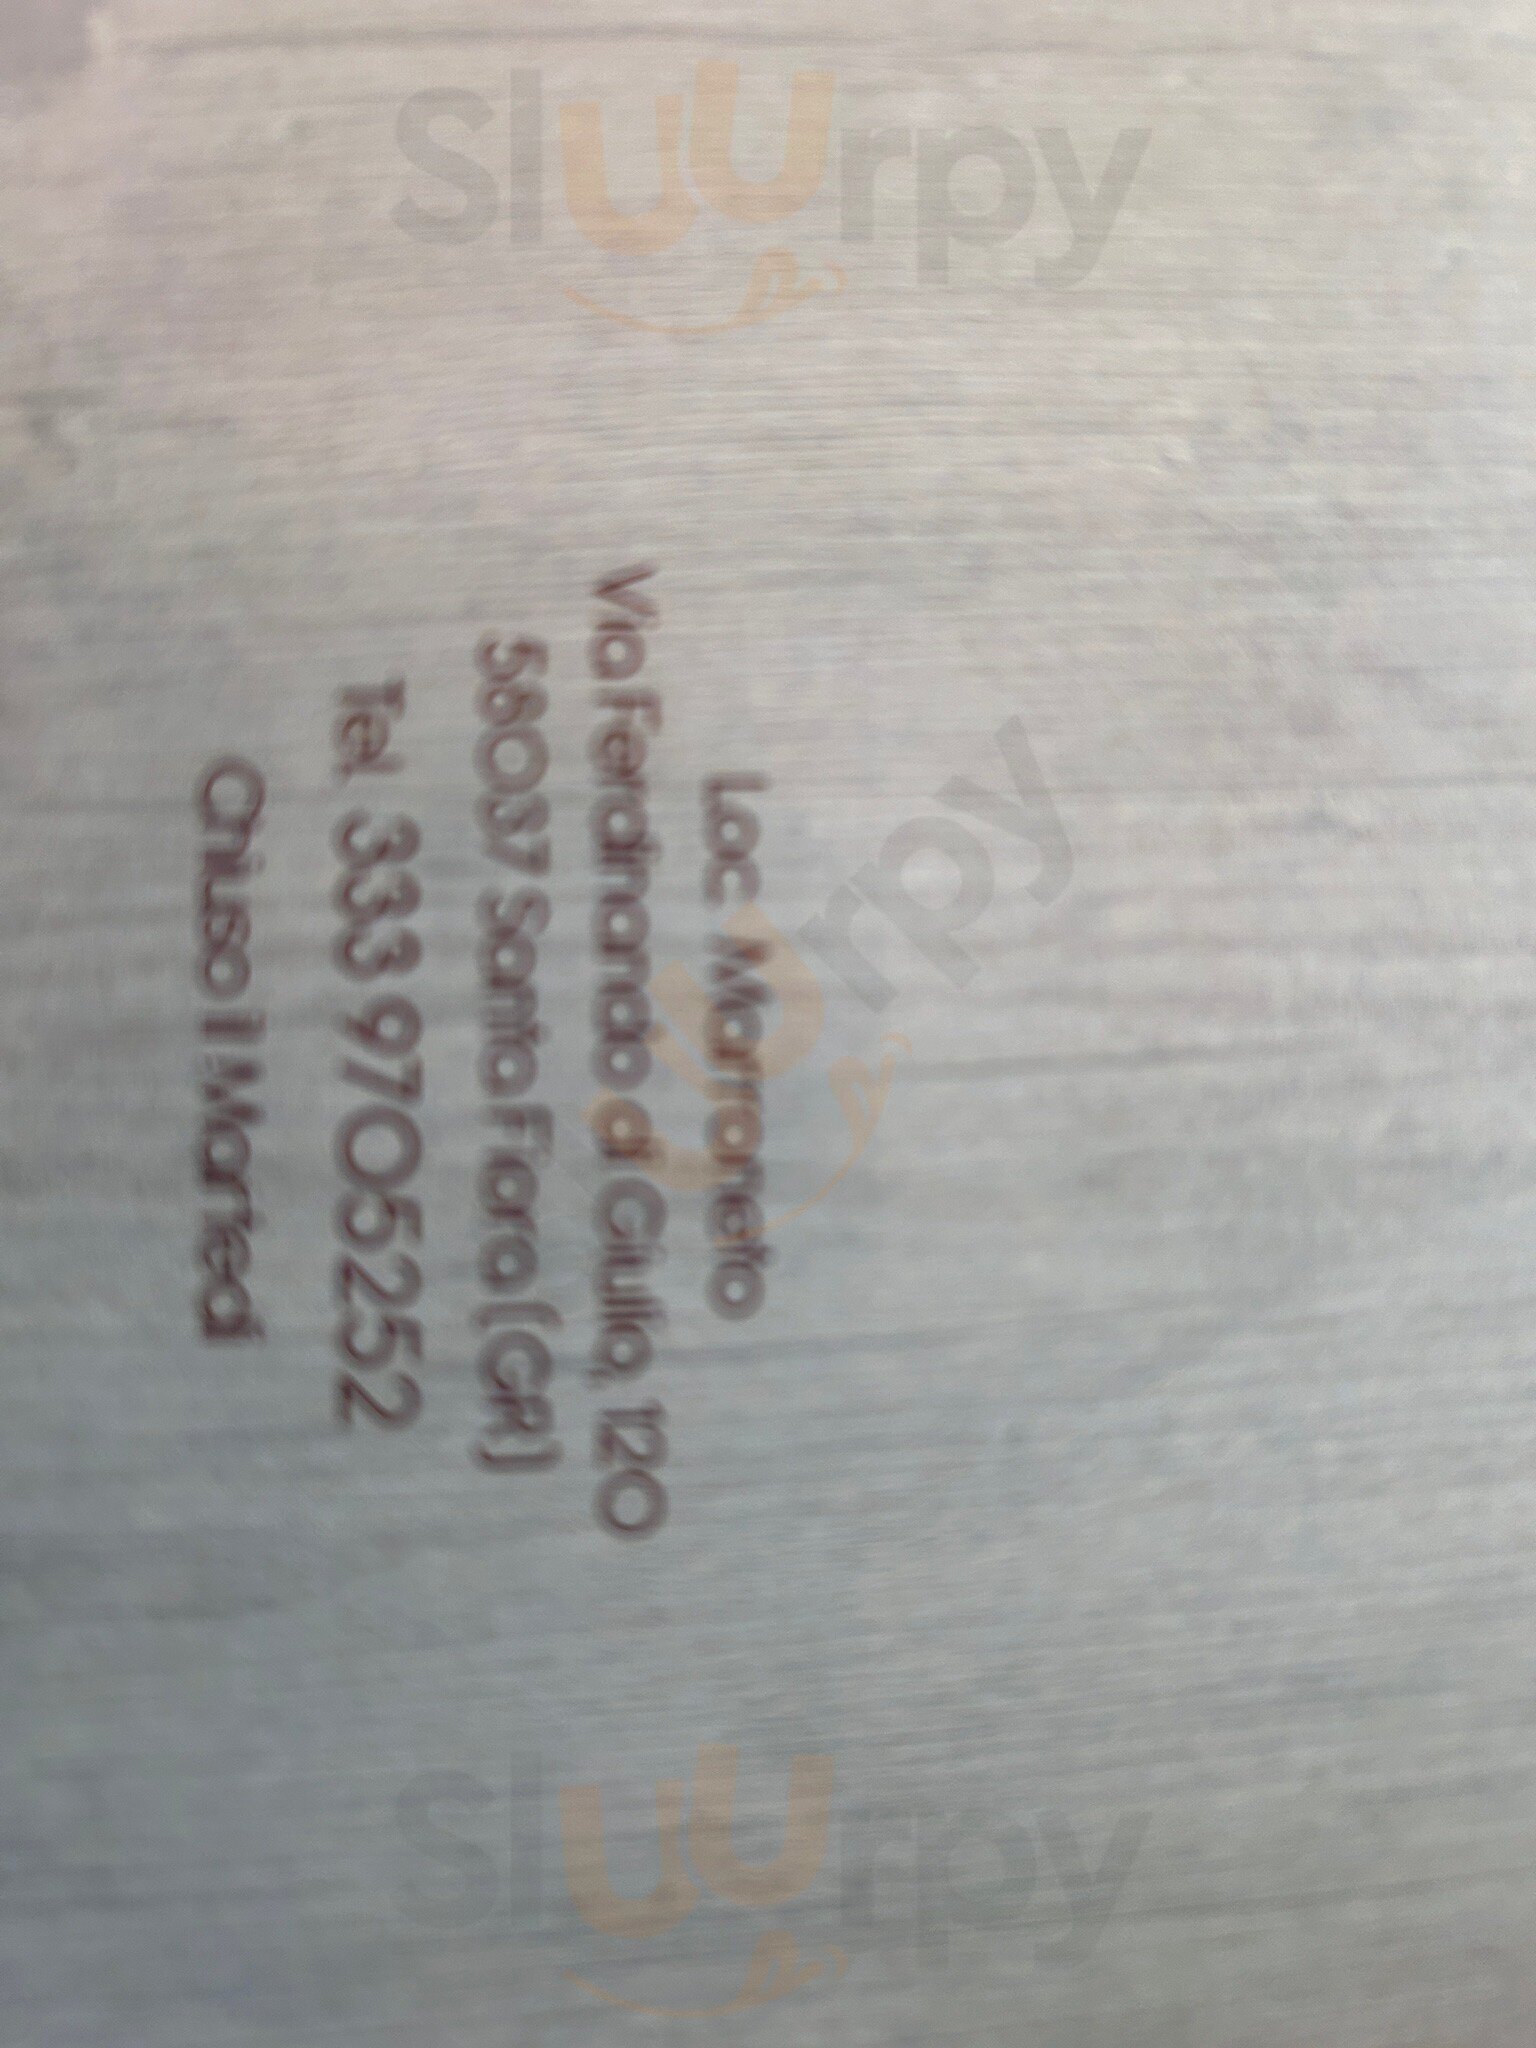 Sluurpy
Loc Marroneto
Via Ferdinando di Giulio, 120
58037 Santa Fiora (GR)
Tel. 333 9705252
Chiuso il Martedì
urpy
Sluurpy